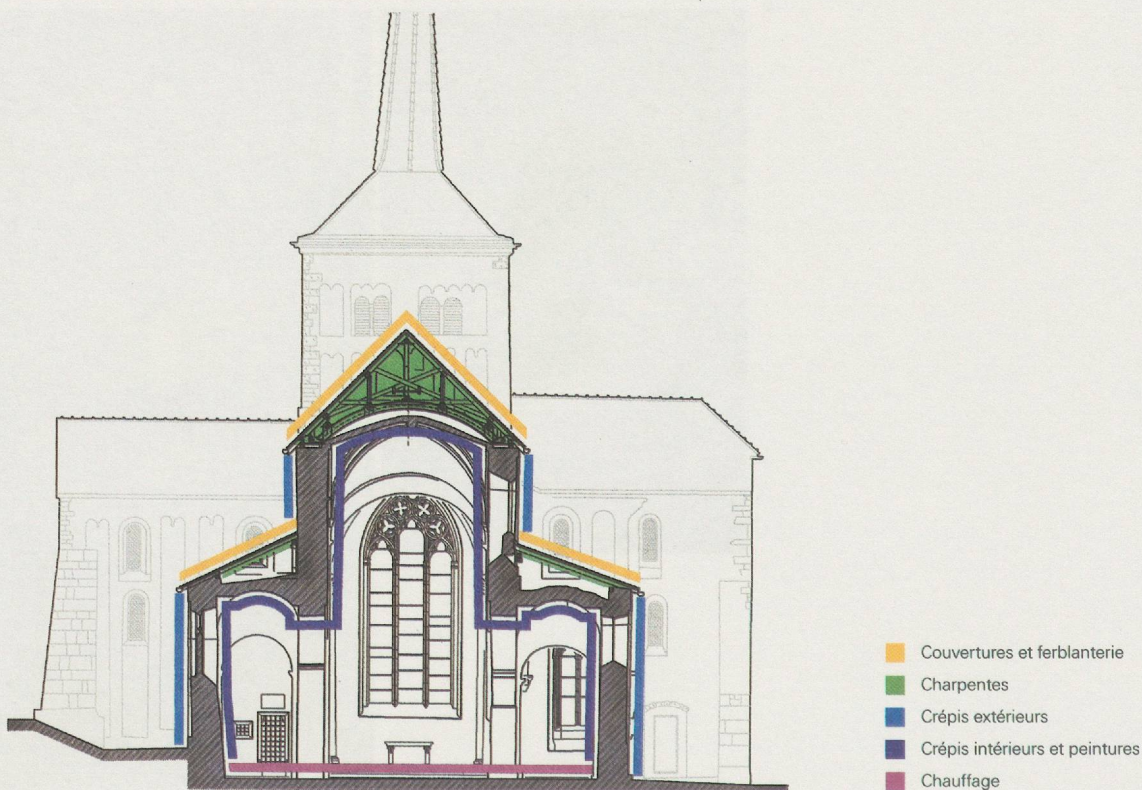 Couvertures et ferblanterie
Charpentes
Crépis extérieurs
Crépis intérieurs et peintures
Chauffage